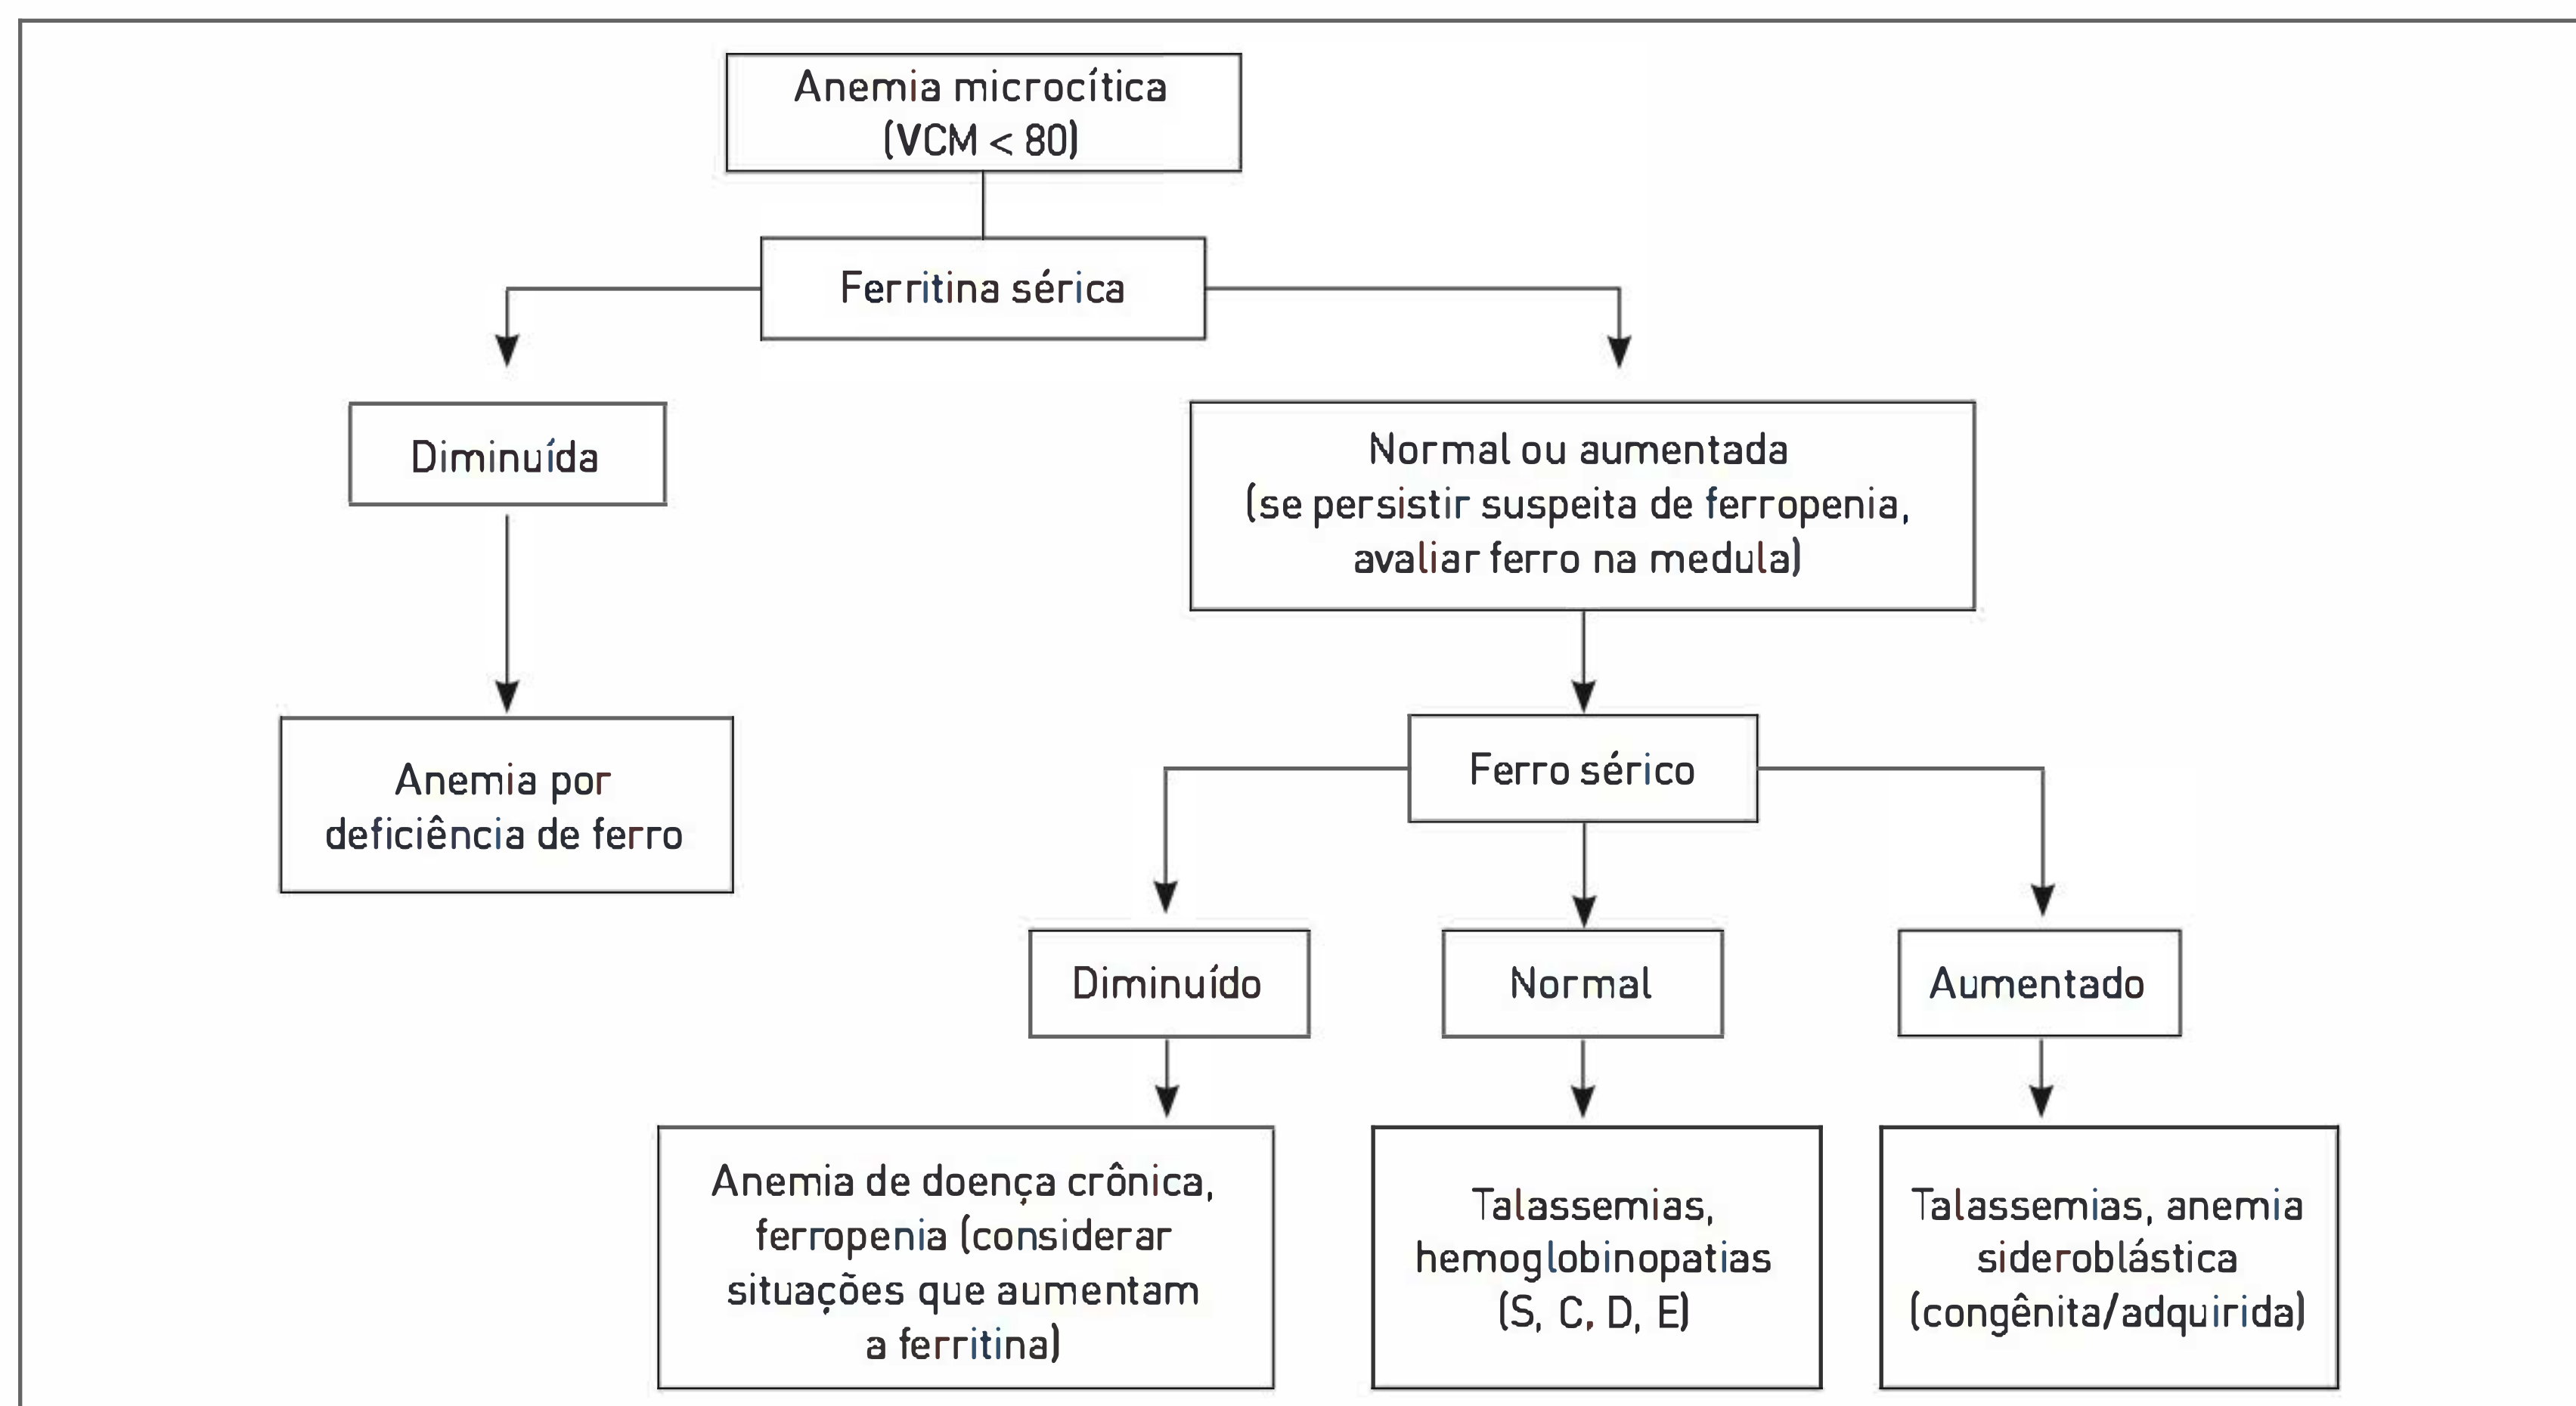 Anemia microcítica
(VCM < 80)
Ferritina sérica
Diminuída
Normal ou aumentada
(se persistir suspeita de ferropenia,
avaliar ferro na medula)
Anemia por
deficiência de ferro
Ferro sérico
Diminuído
Normal
Aumentado
Anemia de doença crônica,
ferropenia (considerar
situações que aumentam
a ferritina)
Talassemias,
hemoglobinopatias
(S, C, D, E)
Talassemias, anemia
sideroblástica
(congênita/adquirida)